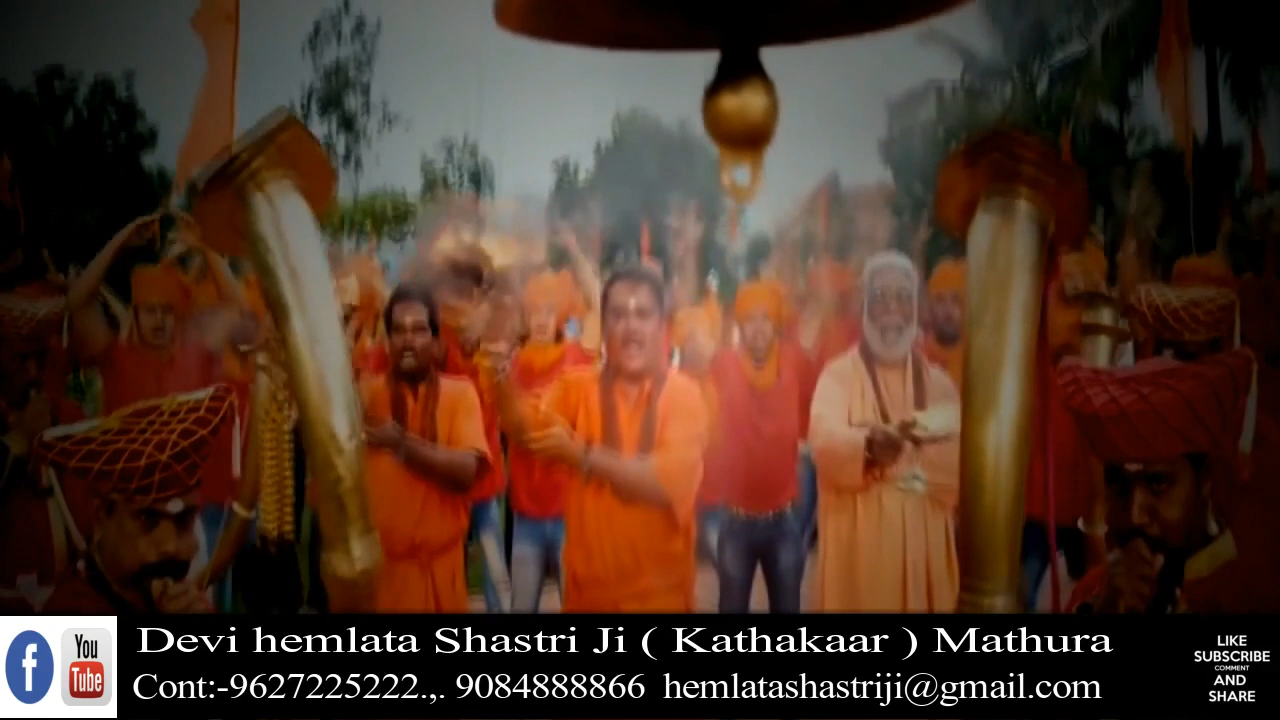 f
You
Tube
Devi hemlata Shastri Ji ( Kathakaar ) Mathura
Cont:-9627225222.,. 9084888866 hemlatashastriji@gmail.com
LIKE
SUBSCRIBE
COMMENT
AND
SHARE